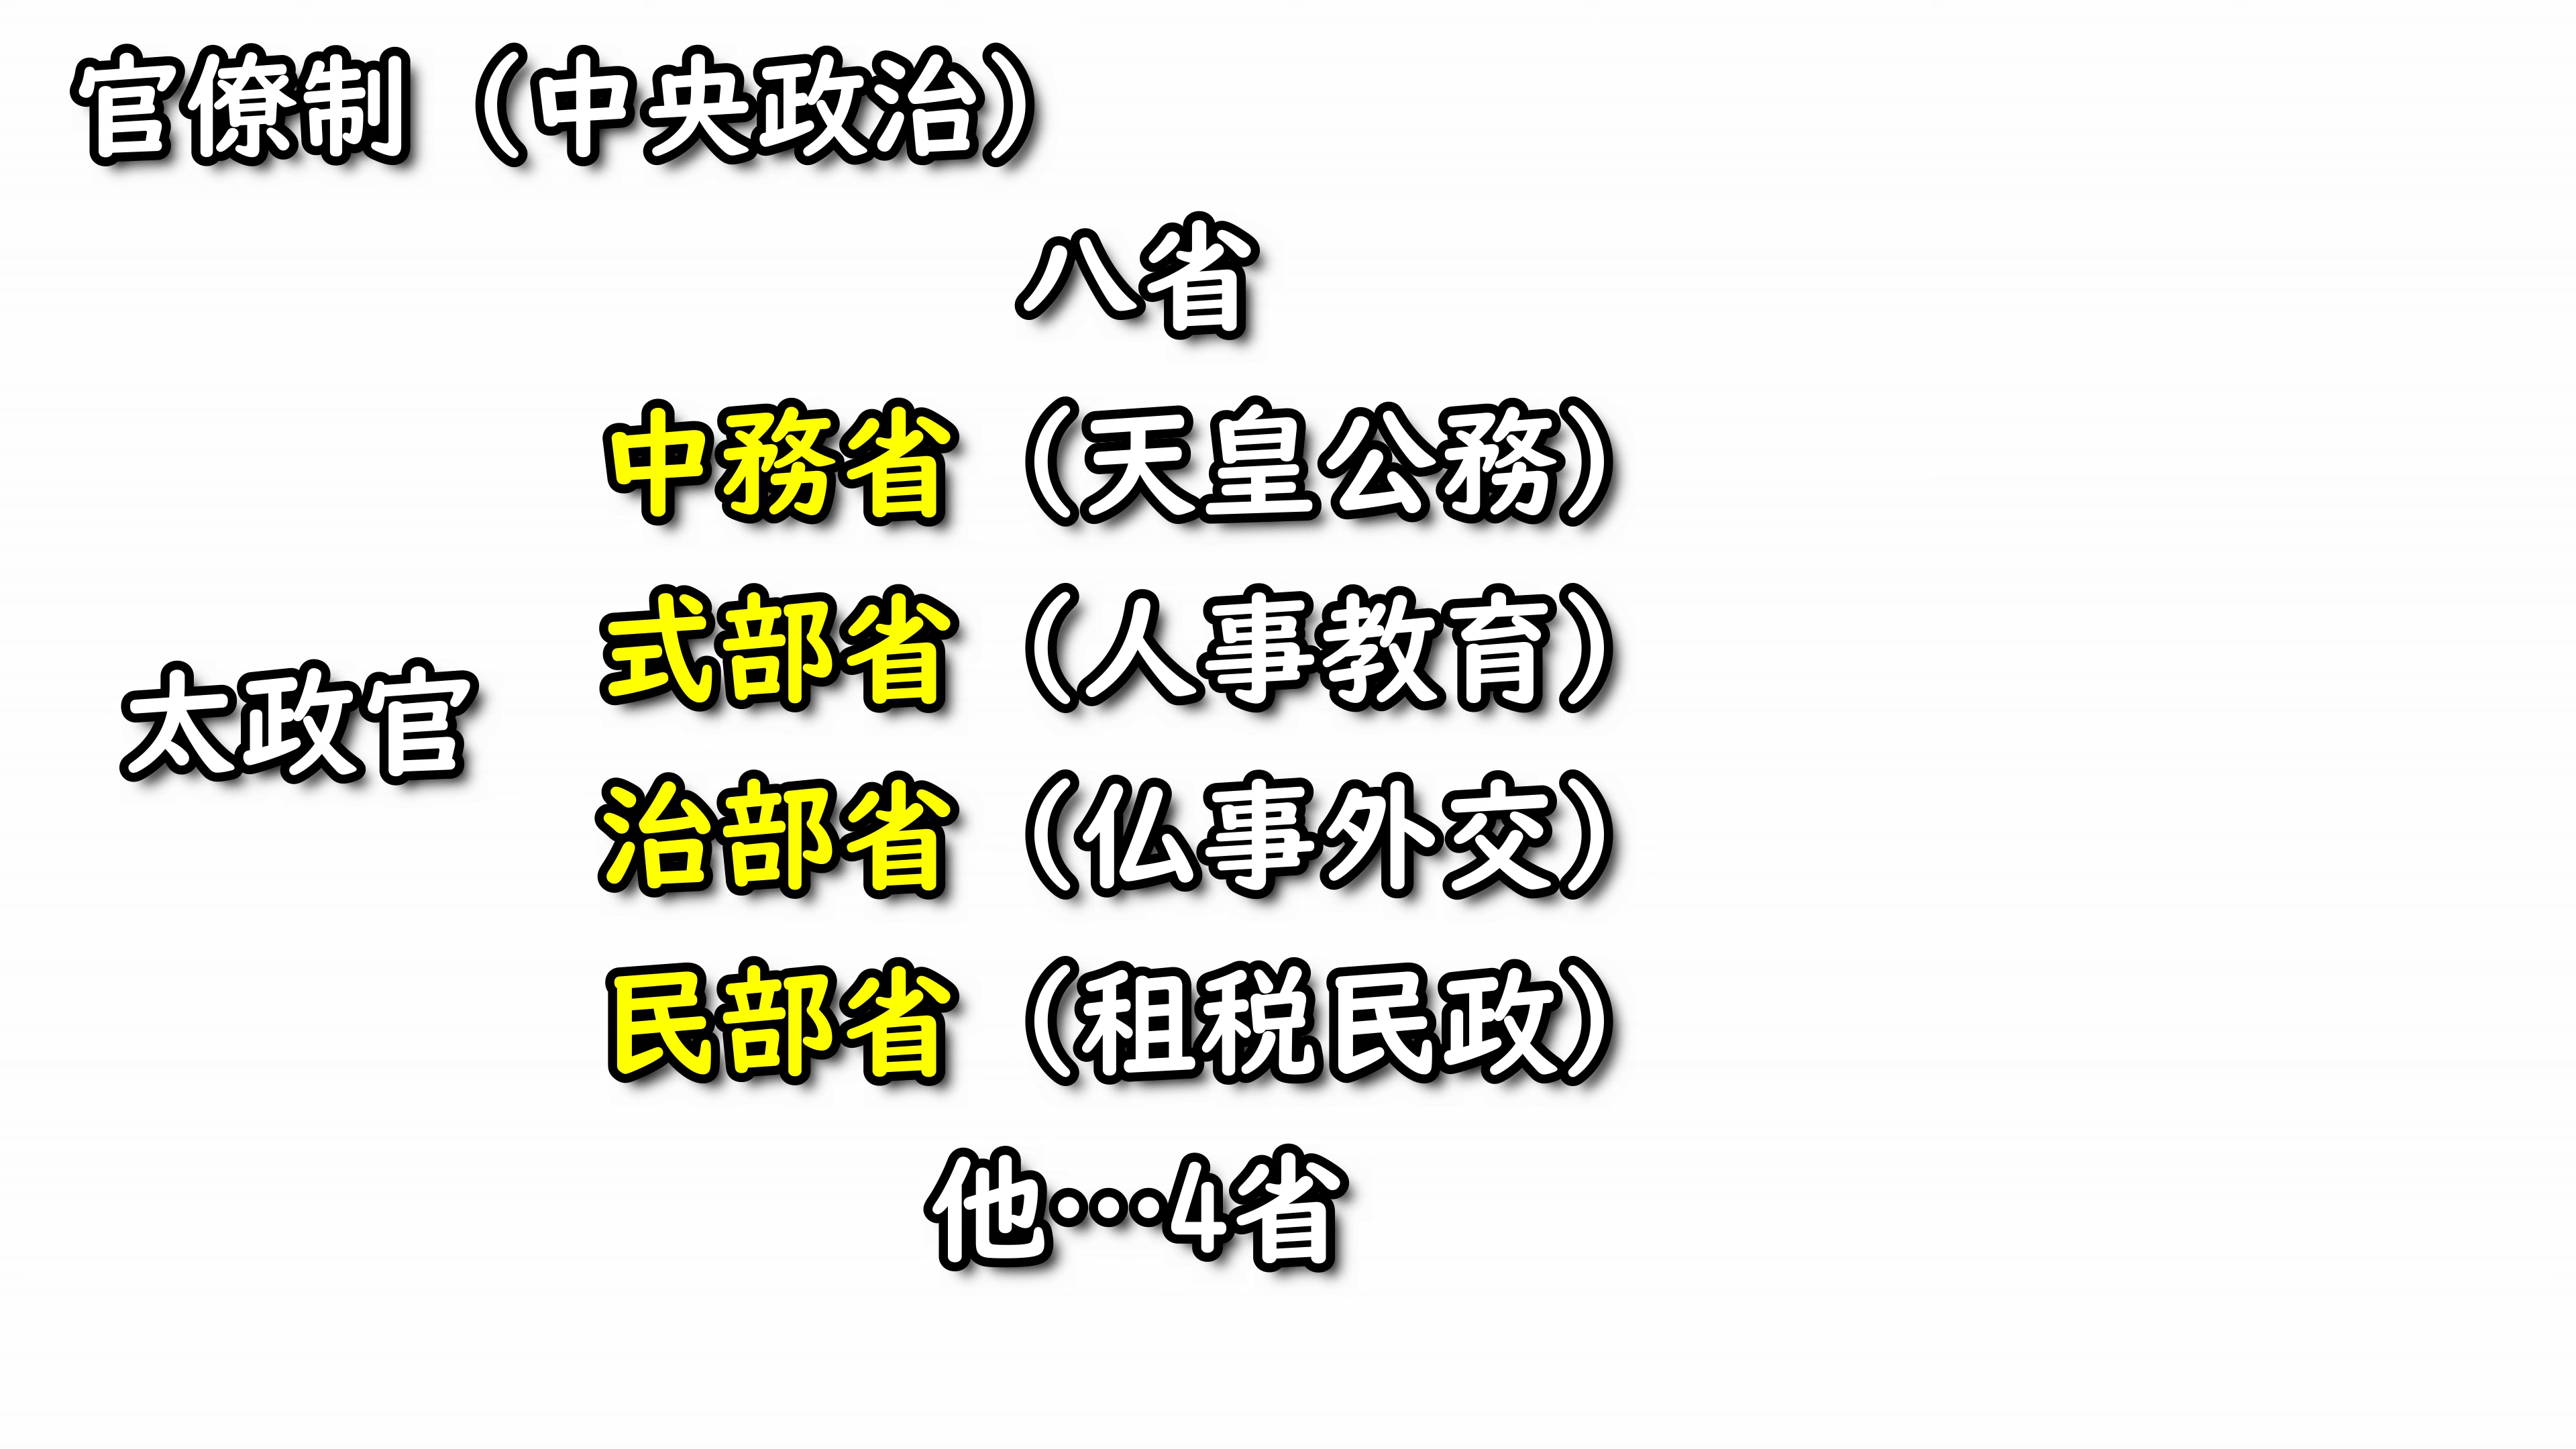 官僚制（中央政治）
八省
中務省（天皇公務）
式部省（人事教育）
太政官
治部省（仏事外交）
民部省（租税民政）
他…4省